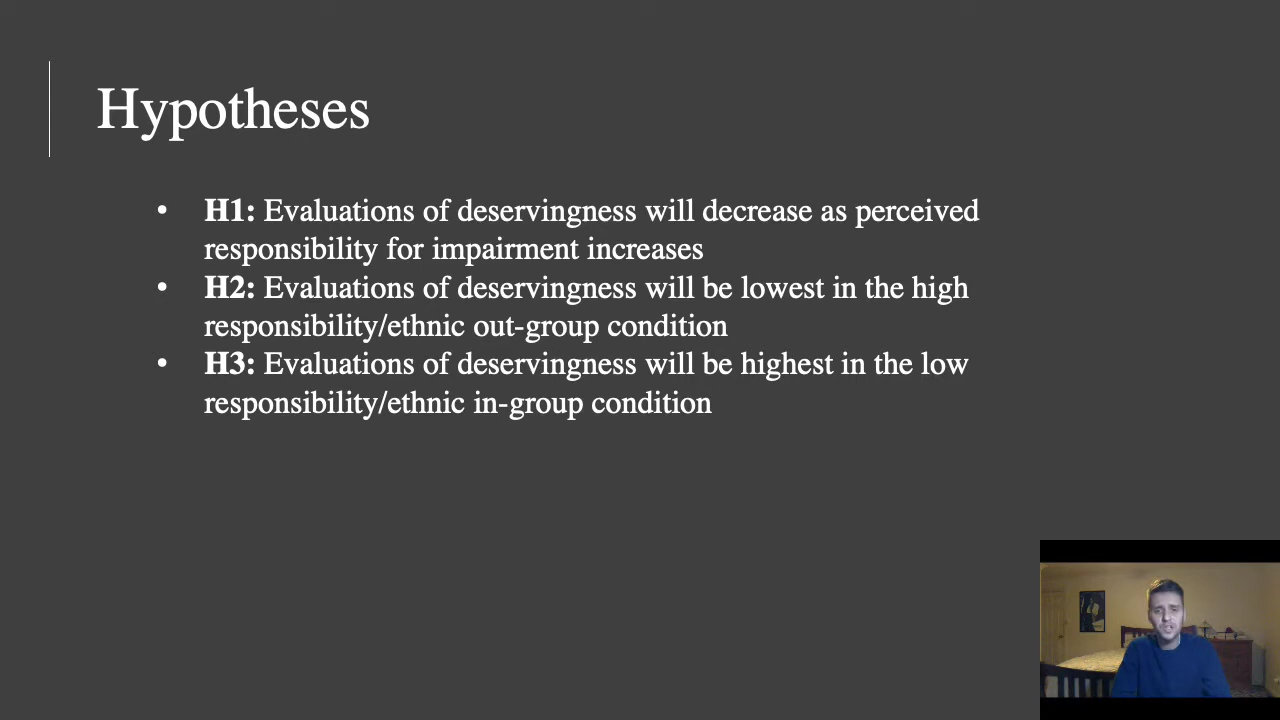 Hypotheses
• H1: Evaluations of deservingness will decrease as perceived
responsibility for impairment increases
• H2: Evaluations of deservingness will be lowest in the high
responsibility/ethnic out-group condition
• H3: Evaluations of deservingness will be highest in the low
responsibility/ethnic in-group condition